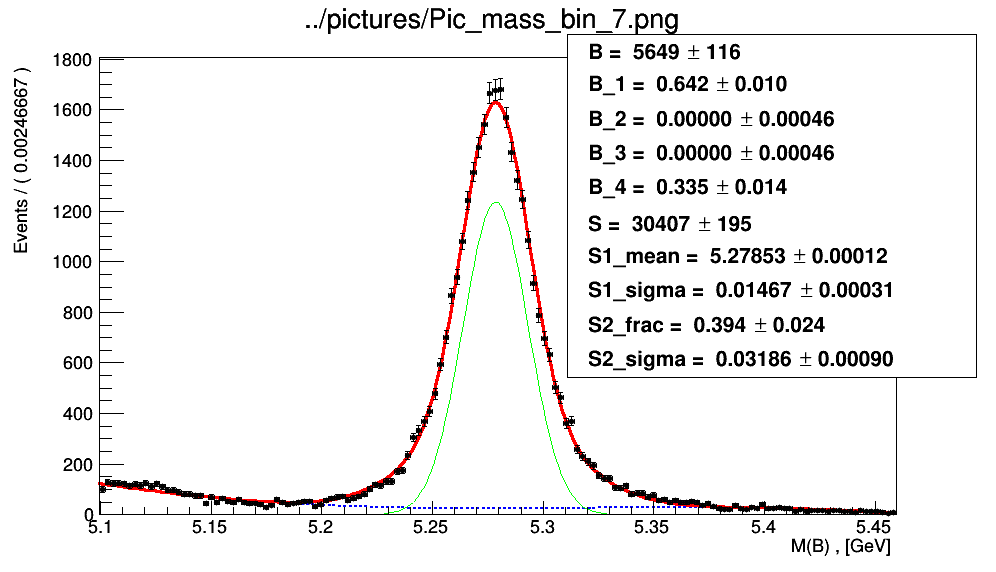 ../pictures/Pic_mass_bin_7.png
B = 5649 ± 116
B_1 = 0.642 ± 0.010
B_2 = 0.00000 ± 0.00046
B_3 = 0.00000 ± 0.00046
B_4 = 0.335 ± 0.014
S = 30407 ± 195
S1_mean = 5.27853 ± 0.00012
S1_sigma = 0.01467 ± 0.00031
S2_frac = 0.394 ± 0.024
S2_sigma = 0.03186 ± 0.00090
Events / ( 0.00246667 )
1800
1600
1400
1200
1000
800
600
400
200
0
5.1 5.15 5.2 5.25 5.3 5.35 5.4 5.45
M(B) , [GeV]